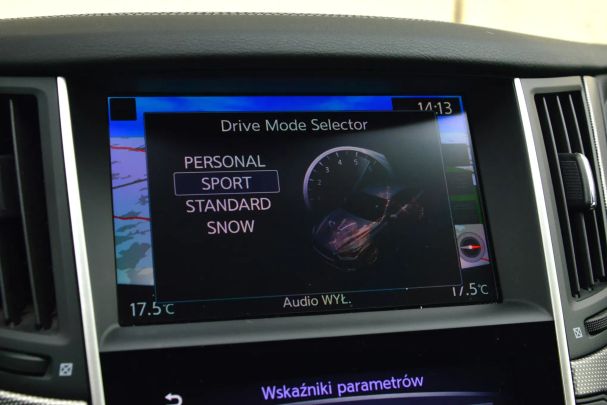 14:13
Drive Mode Selector
PERSONAL
SPORT
STANDARD
SNOW
17.5°C
Audio WYŁ.
17.5°C
Wskaźniki parametrów